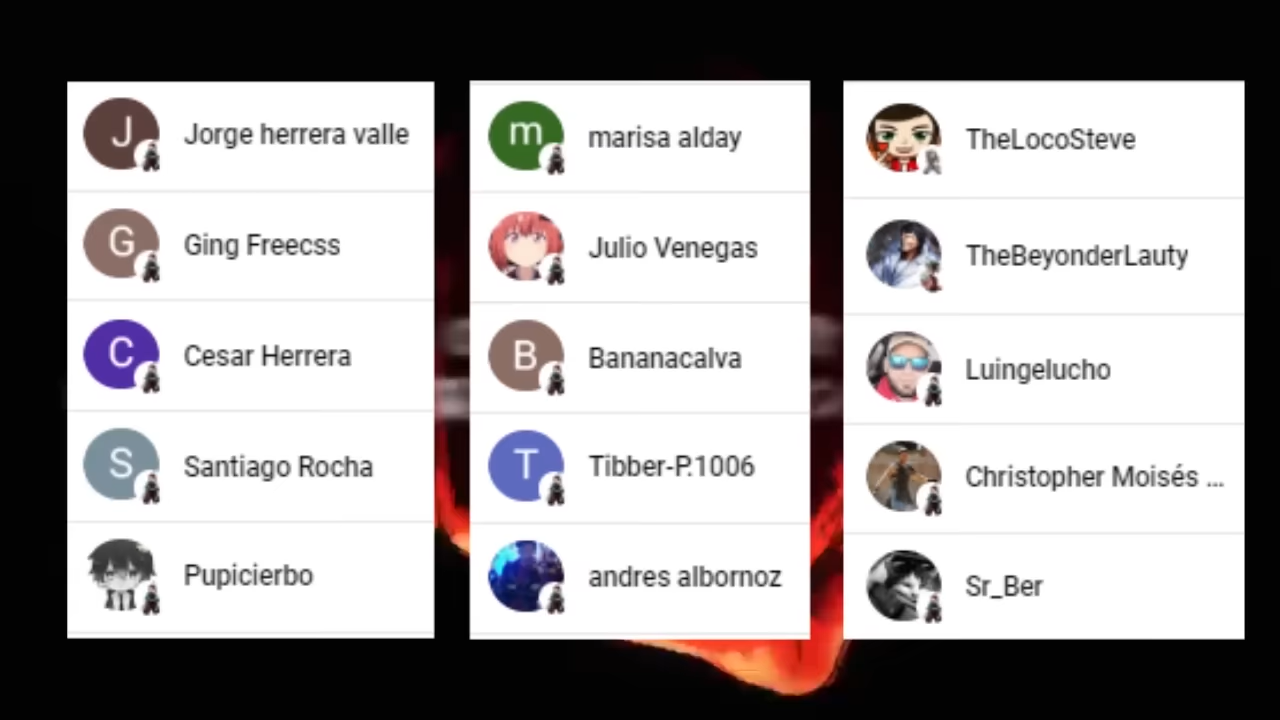 J Jorge herrera valle
G Ging Freecss
C Cesar Herrera
S Santiago Rocha
Pupicierbo
m marisa alday
Julio Venegas
B Bananacalva
T Tibber-P.1006
andres albornoz
TheLocoSteve
TheBeyonderLauty
Luingelucho
Christopher Moisés ...
Sr_Ber